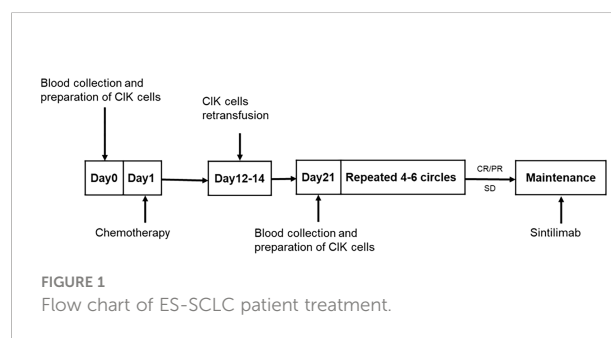 Blood collection and
preparation of CIK cells
CIK cells
retransfusion
Day0
Day1
Day12-14
Day21
Repeated 4-6 circles
CR/PR
SD
Maintenance
Chemotherapy
Blood collection and
preparation of CIK cells
Sintilimab
FIGURE 1
Flow chart of ES-SCLC patient treatment.